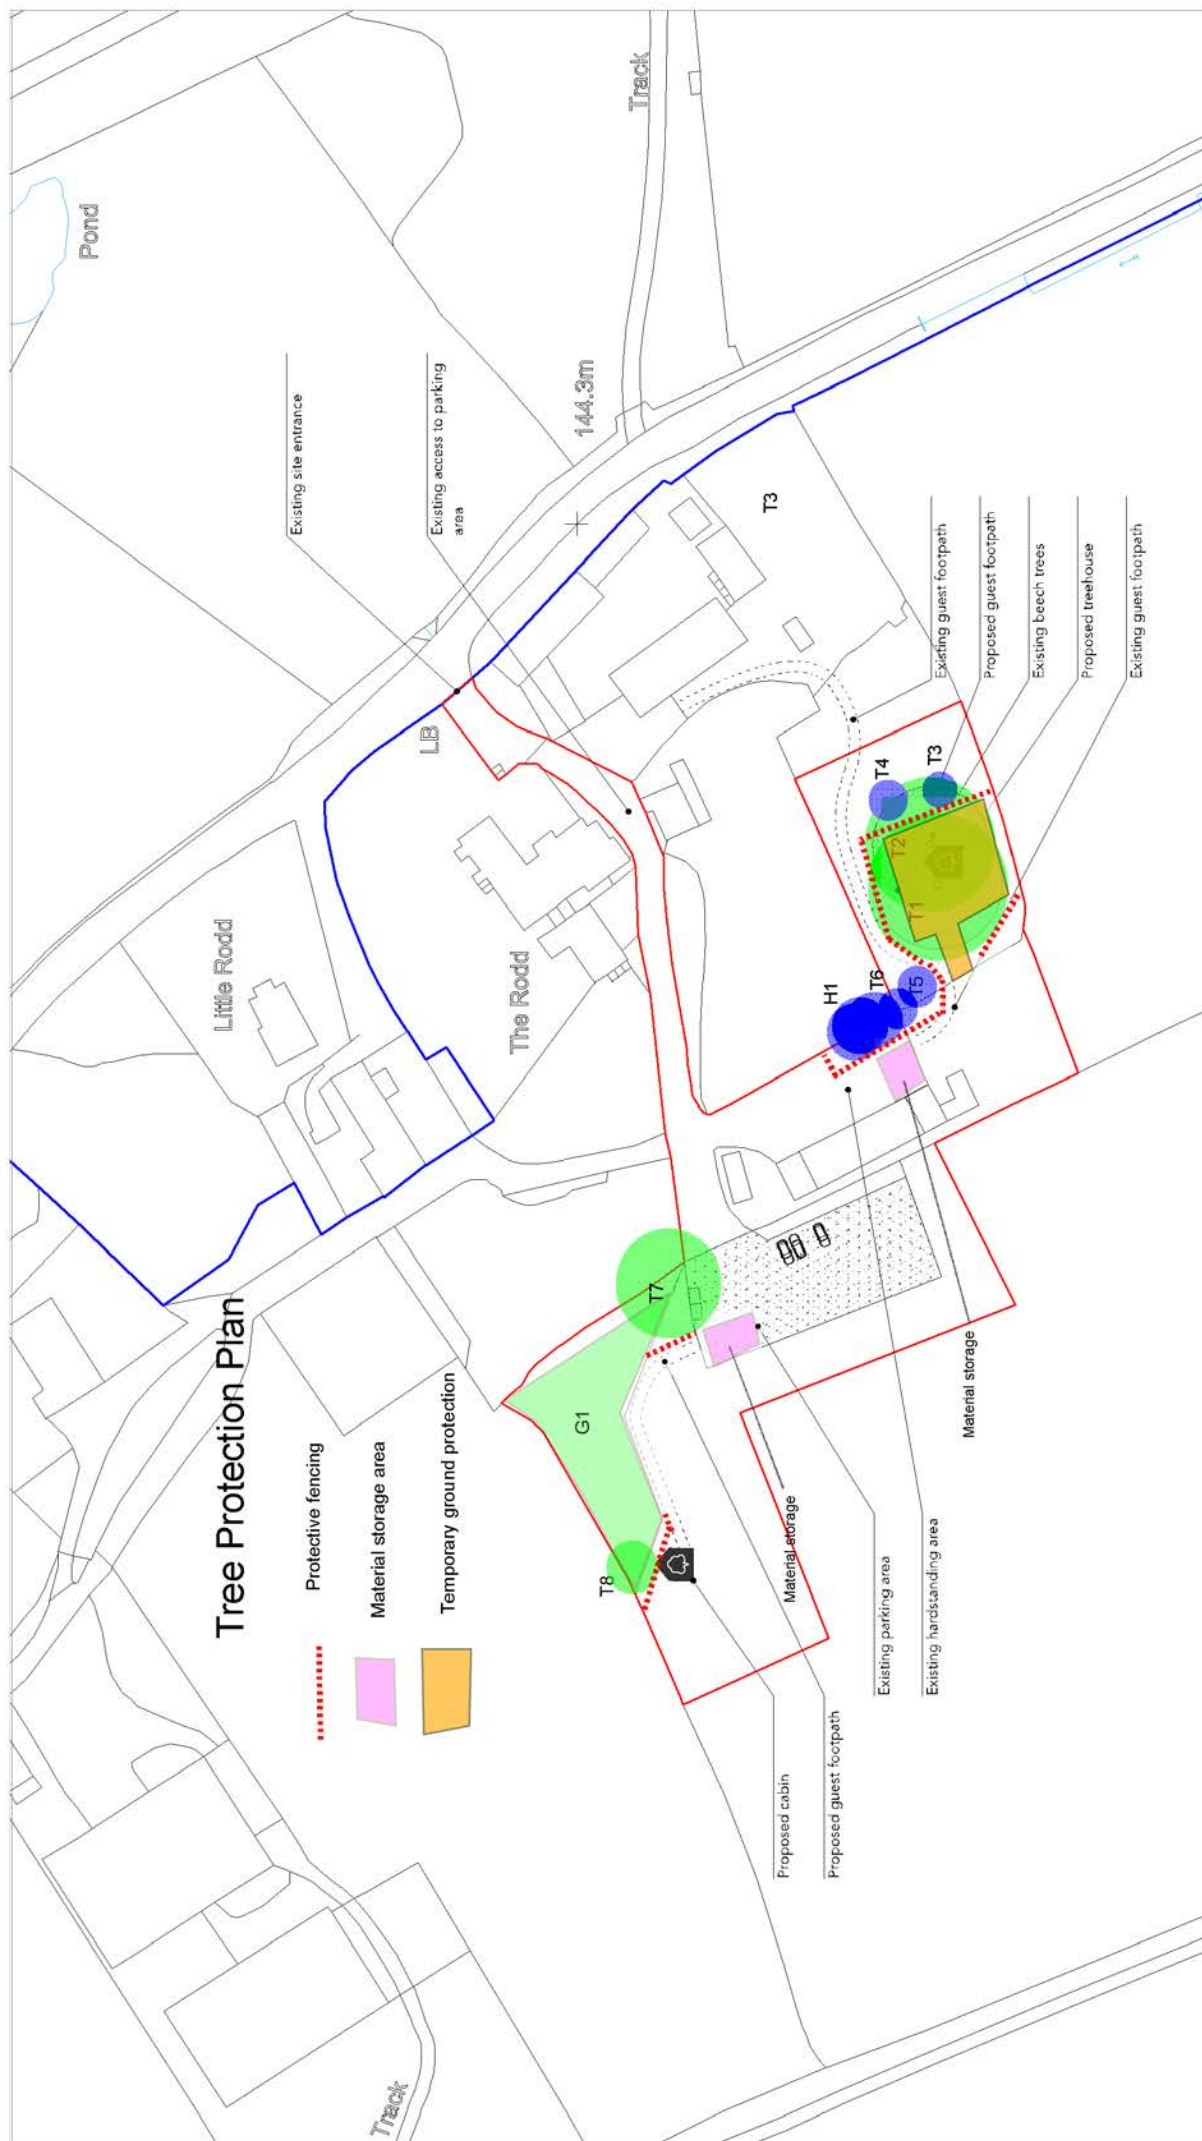 Tree Protection Plan
Protective fencing
Material storage area
Temporary ground protection
Pond
Track
144.3m
Existing site entrance
Existing access to parking
area
LB
Little Rodd
The Rodd
T3
Existing guest footpath
Proposed guest footpath
Existing beech trees
Proposed treehouse
Existing guest footpath
T4
T3
T2
T1
T6
T5
H1
T7
G1
T8
Material storage
Material storage
Existing parking area
Existing hardstanding area
Proposed cabin
Proposed guest footpath
Track